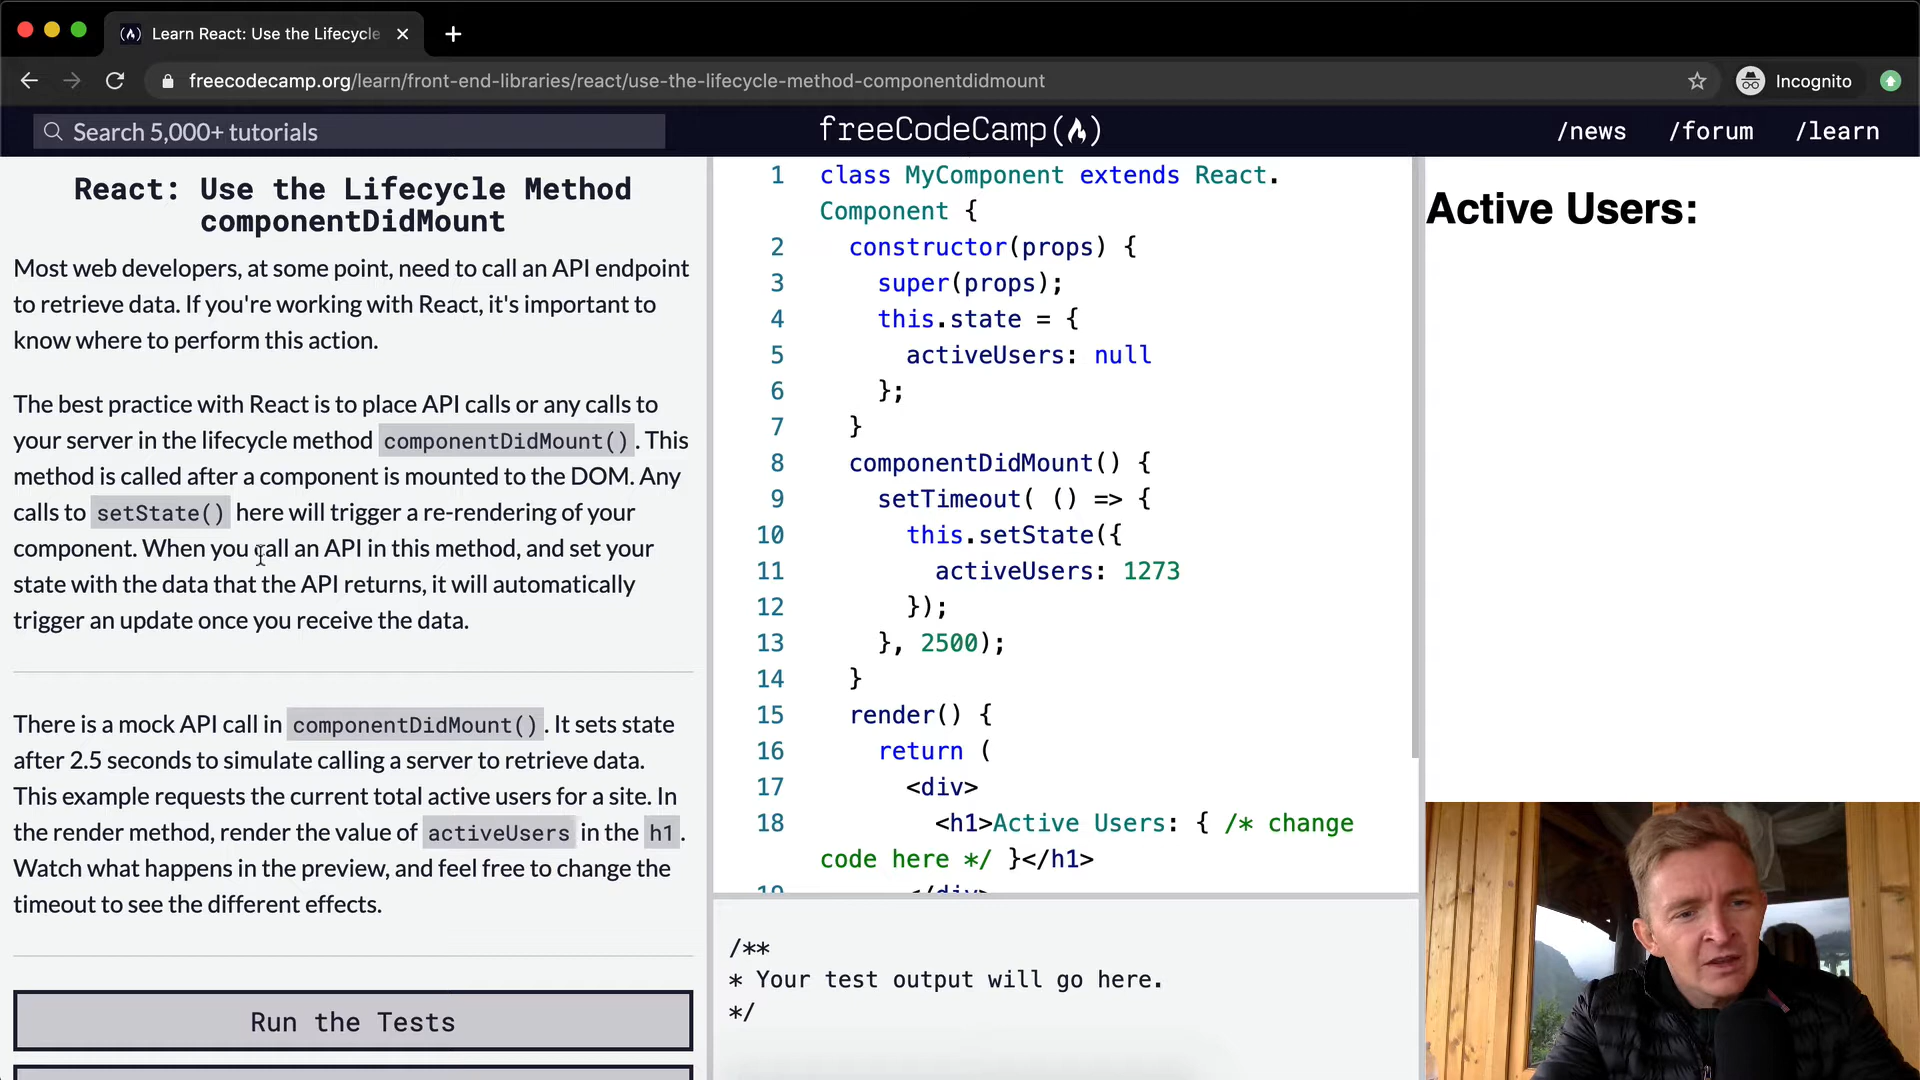 Learn React: Use the Lifecycle
freecodecamp.org/learn/front-end-libraries/react/use-the-lifecycle-method-componentdidmount
Incognito
Search 5,000+ tutorials
freeCodeCamp
/news
/forum
/learn
React: Use the Lifecycle Method
componentDidMount
Most web developers, at some point, need to call an API endpoint
to retrieve data. If you're working with React, it's important to
know where to perform this action.
The best practice with React is to place API calls or any calls to
your server in the lifecycle method componentDidMount(). This
method is called after a component is mounted to the DOM. Any
calls to setState() here will trigger a re-rendering of your
component. When you call an API in this method, and set your
state with the data that the API returns, it will automatically
trigger an update once you receive the data.
There is a mock API call in componentDidMount(). It sets state
after 2.5 seconds to simulate calling a server to retrieve data.
This example requests the current total active users for a site. In
the render method, render the value of activeUsers in the h1.
Watch what happens in the preview, and feel free to change the
timeout to see the different effects.
Run the Tests
1 class MyComponent extends React.
Component {
2 constructor(props) {
3 super(props);
4 this.state = {
5 activeUsers: null
6 };
7 }
8 componentDidMount() {
9 setTimeout( () => {
10 this.setState({
11 activeUsers: 1273
12 });
13 }, 2500);
14 }
15 render() {
16 return (
17 <div>
18 <h1>Active Users: { /* change
code here */ }</h1>
19 </div>
/**
* Your test output will go here.
*/
Active Users: